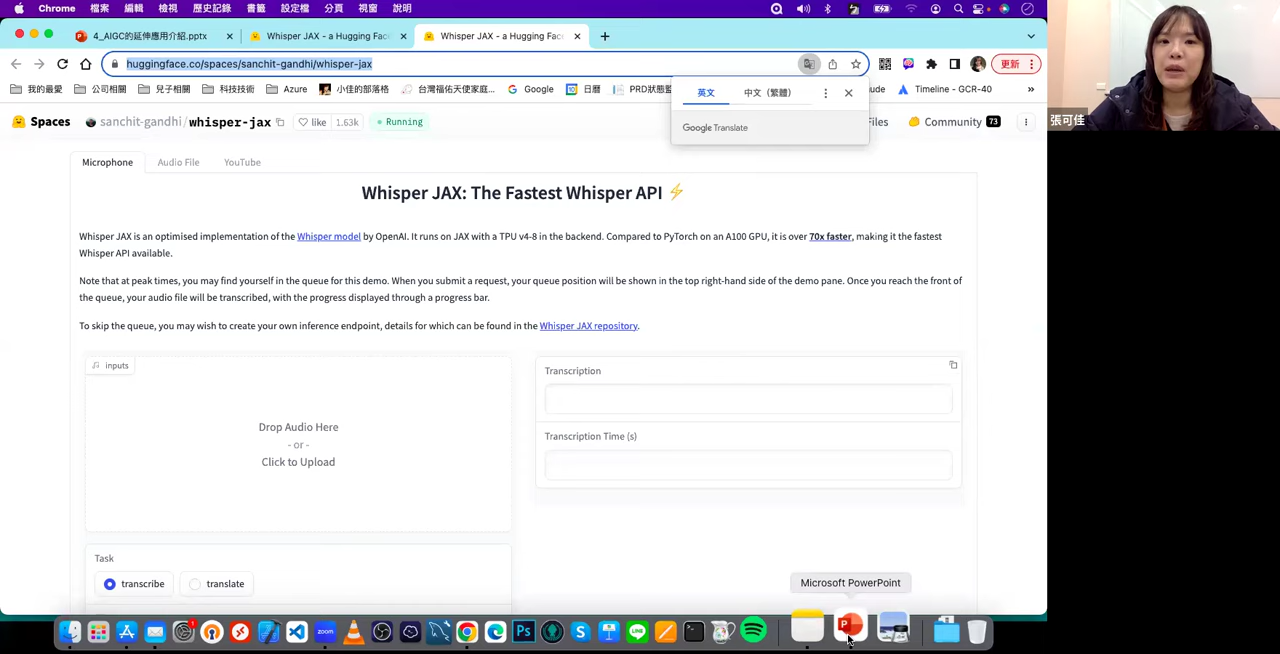 Chrome 檔案 編輯 檢視 歷史記錄 書籤 設定檔 分頁 視窗 說明
4_AIGC的延伸應用介紹.pptx
Whisper JAX - a Hugging Fac
Whisper JAX - a Hugging Fac
huggingface.co/spaces/sanchit-gandhi/whisper-jax
更新
我的最愛 公司相關 兒子相關 科技技術 Azure 小佳的部落格 台灣福佑天使家庭... Google 日曆 PRD狀態監 ude Timeline - GCR-40 »
英文 中文（繁體）
Google Translate
Spaces sanchit-gandhi/whisper-jax like 1.63k Running
Files Community 73
張可佳
Microphone Audio File YouTube
Whisper JAX: The Fastest Whisper API ⚡
Whisper JAX is an optimised implementation of the Whisper model by OpenAI. It runs on JAX with a TPU v4-8 in the backend. Compared to PyTorch on an A100 GPU, it is over 70x faster, making it the fastest
Whisper API available.
Note that at peak times, you may find yourself in the queue for this demo. When you submit a request, your queue position will be shown in the top right-hand side of the demo pane. Once you reach the front of
the queue, your audio file will be transcribed, with the progress displayed through a progress bar.
To skip the queue, you may wish to create your own inference endpoint, details for which can be found in the Whisper JAX repository.
inputs
Drop Audio Here
- or -
Click to Upload
Transcription
Transcription Time (s)
Task
transcribe translate
Microsoft PowerPoint
zoom
Ps
LINE
P